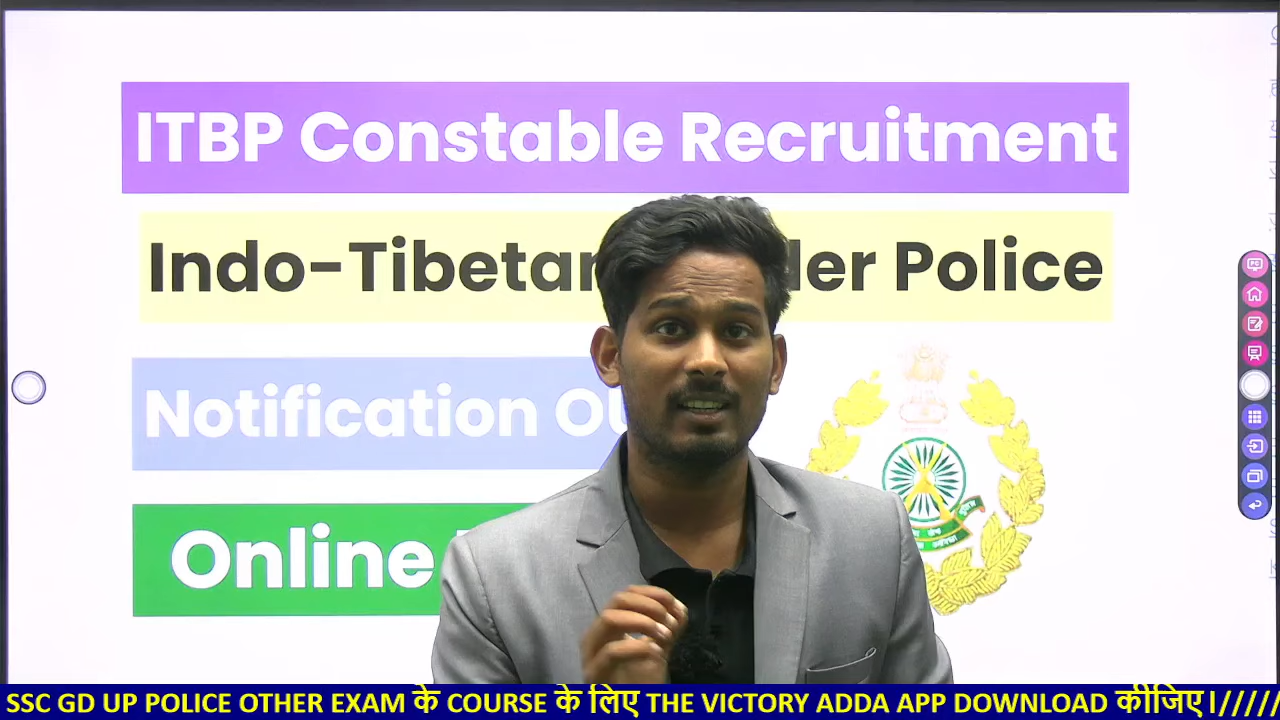 ITBP Constable Recruitment
Indo-Tibetan der Police
Notification
Online
SSC GD UP POLICE OTHER EXAM के COURSE के लिए THE VICTORY ADDA APP DOWNLOAD कीजिए।/////